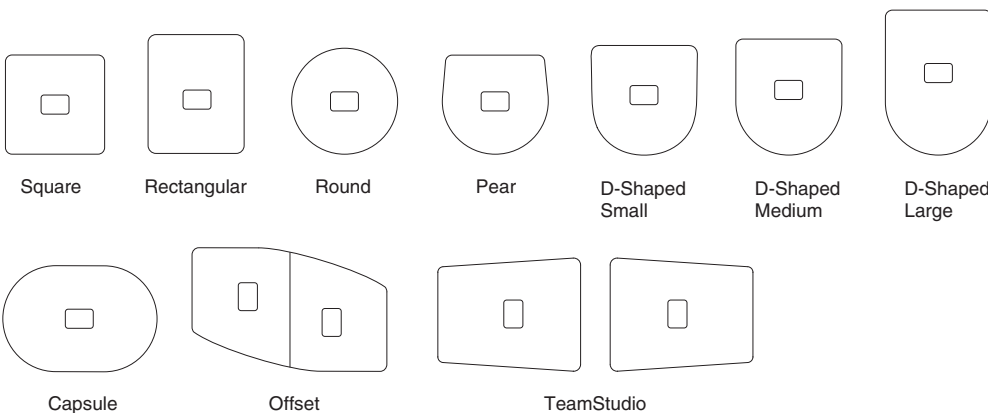 Square
Rectangular
Round
Pear
D-Shaped
Small
D-Shaped
Medium
D-Shaped
Large
Capsule
Offset
TeamStudio